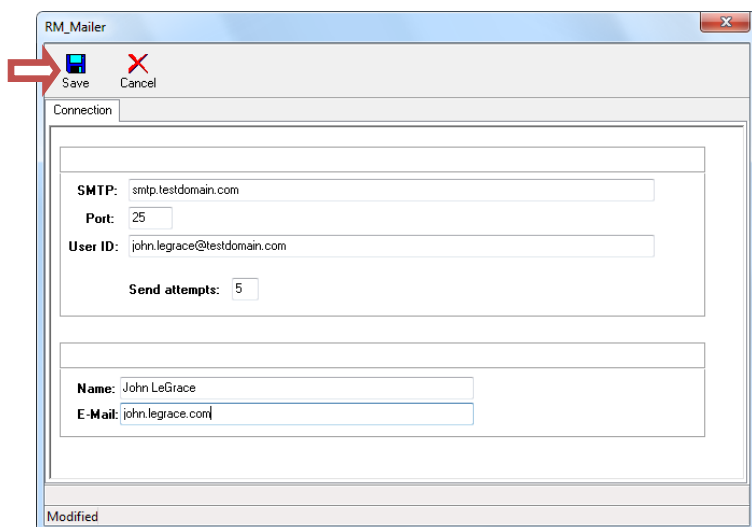 RM_Mailer
Save Cancel
Connection
SMTP: smtp.testdomain.com
Port: 25
User ID: john.legrace@testdomain.com
Send attempts: 5
Name: John LeGrace
E-Mail: john.legrace.com
Modified